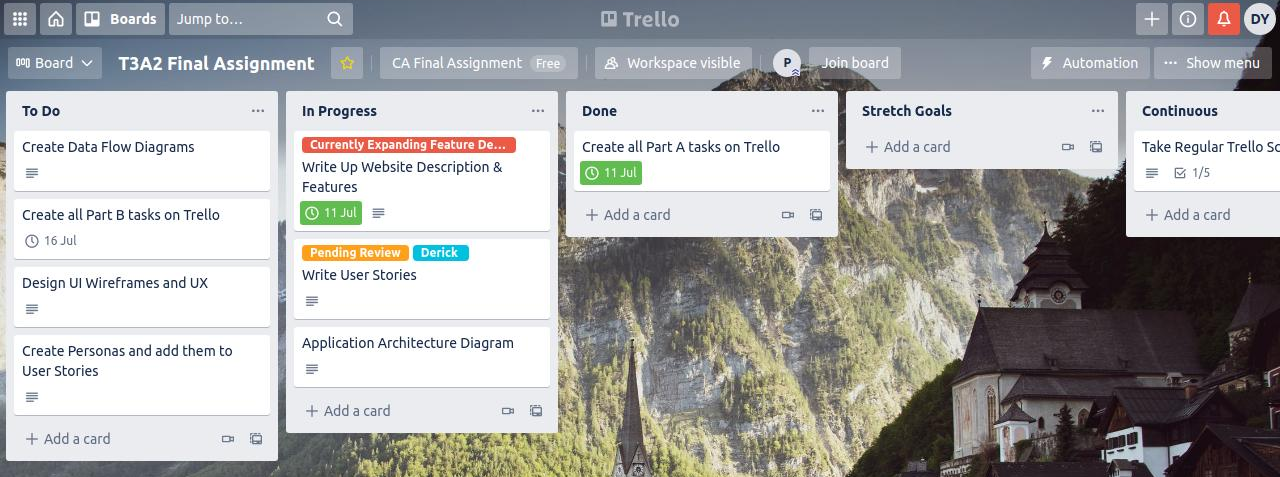 Boards
Jump to...
Trello
DY
Board
T3A2 Final Assignment
CA Final Assignment Free
Workspace visible
P
Join board
Automation
Show menu
To Do
Create Data Flow Diagrams
Create all Part B tasks on Trello
16 Jul
Design UI Wireframes and UX
Create Personas and add them to
User Stories
Add a card
In Progress
Currently Expanding Feature De...
Write Up Website Description &
Features
11 Jul
Pending Review Derick
Write User Stories
Application Architecture Diagram
Add a card
Done
Create all Part A tasks on Trello
11 Jul
Add a card
Stretch Goals
Add a card
Continuous
Take Regular Trello Sc
1/5
Add a card